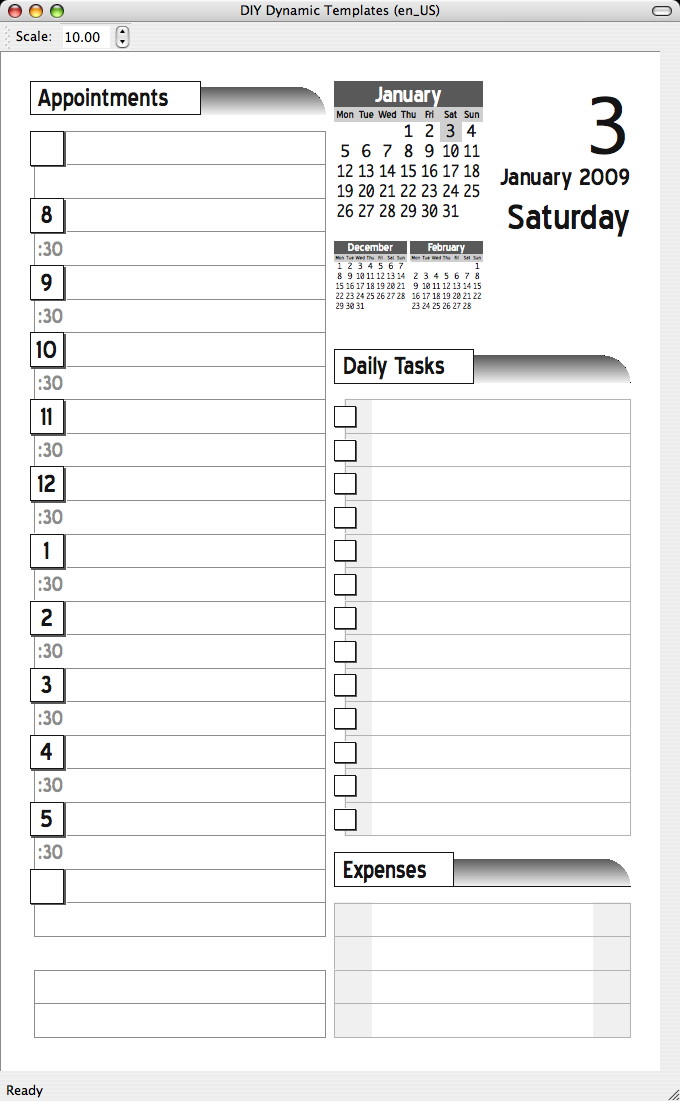 DIY Dynamic Templates (en_US)
Scale: 10.00
Appointments
8
:30
9
:30
10
:30
11
:30
12
:30
1
:30
2
:30
3
:30
4
:30
5
:30
January
Mon Tue Wed Thu Fri Sat Sun
1 2 3 4
5 6 7 8 9 10 11
12 13 14 15 16 17 18
19 20 21 22 23 24 25
26 27 28 29 30 31
December
Mon Tue Wed Thu Fri Sat Sun
1 2 3 4 5 6 7
8 9 10 11 12 13 14
15 16 17 18 19 20 21
22 23 24 25 26 27 28
29 30 31
February
Mon Tue Wed Thu Fri Sat Sun
1
2 3 4 5 6 7 8
9 10 11 12 13 14 15
16 17 18 19 20 21 22
23 24 25 26 27 28
3
January 2009
Saturday
Daily Tasks
Expenses
Ready